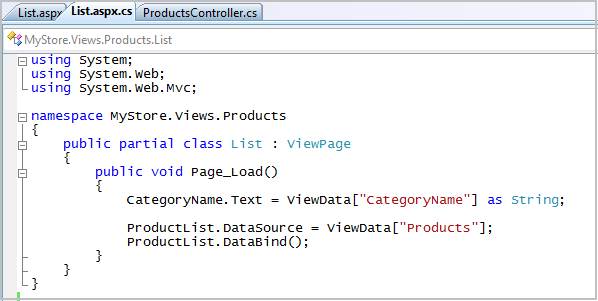 List.aspx List.aspx.cs ProductsController.cs
MyStore.Views.Products.List
using System;
using System.Web;
using System.Web.Mvc;
namespace MyStore.Views.Products
{
public partial class List : ViewPage
{
public void Page_Load()
{
CategoryName.Text = ViewData["CategoryName"] as String;
ProductList.DataSource = ViewData["Products"];
ProductList.DataBind();
}
}
}